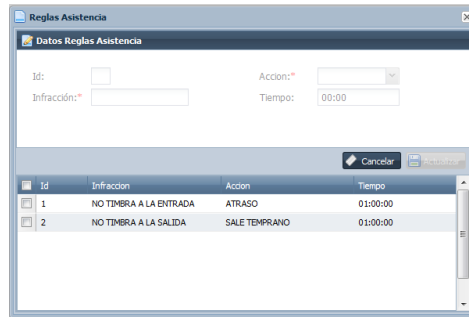 Reglas Asistencia
Datos Reglas Asistencia
Id: Accion:*
Infracción:* Tiempo: 00:00
Cancelar
Id Infraccion Accion Tiempo
1 NO TIMBRA A LA ENTRADA ATRASO 01:00:00
2 NO TIMBRA A LA SALIDA SALE TEMPRANO 01:00:00